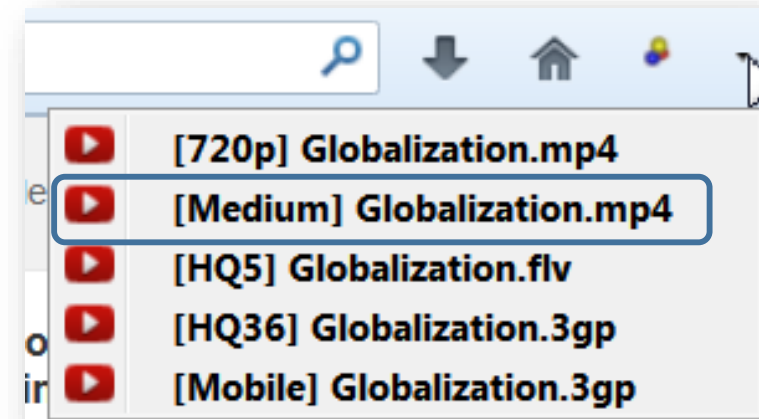 [720p] Globalization.mp4
[Medium] Globalization.mp4
[HQ5] Globalization.flv
[HQ36] Globalization.3gp
[Mobile] Globalization.3gp